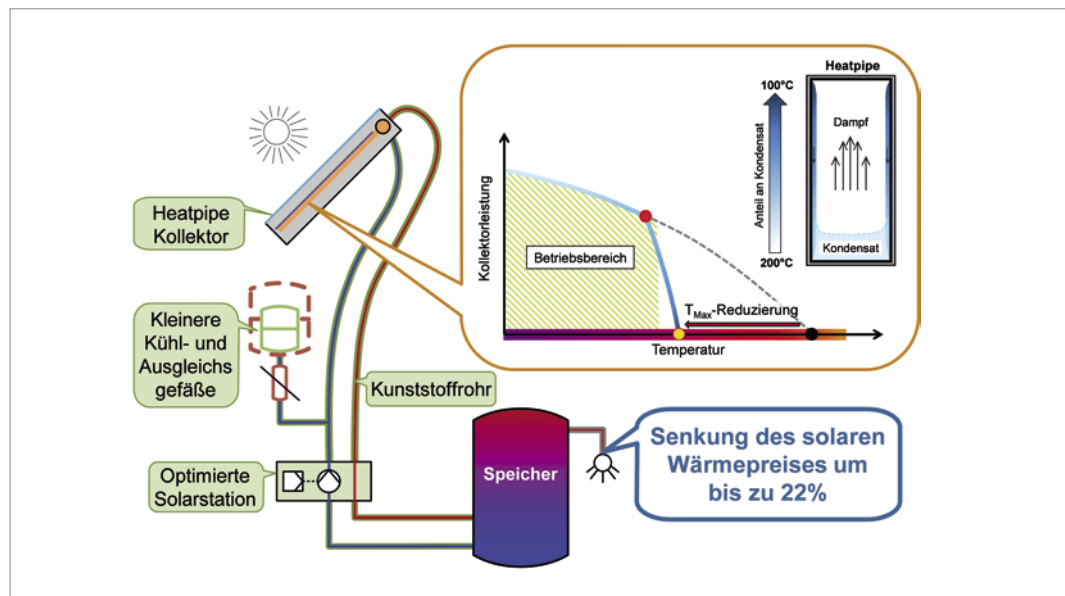 Heatpipe
100°C
Anteil an Kondensat
200°C
Dampf
Kondensat
Kollektorleistung
Betriebsbereich
TMax-Reduzierung
Temperatur
Heatpipe
Kollektor
Kleinere
Kühl- und
Ausgleichs
gefäße
Kunststoffrohr
Optimierte
Solarstation
Speicher
Senkung des solaren
Wärmepreises um
bis zu 22%